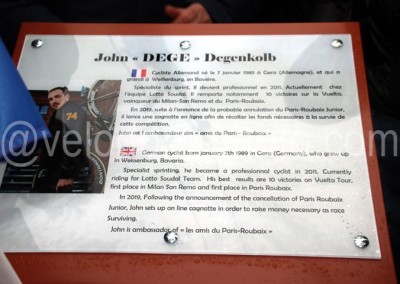 John « DEGE » Degenkolb
Cycliste Allemand né le 7 janvier 1989 à Gera (Allemagne), et qui a
grandi à Weißenburg, en Bavière.
Spécialiste du sprint, il devient professionnel en 2011. Actuellement chez
l'équipe Lotto Soudal. Il remporte notamment 10 victoires sur la Vuelta,
vainqueur du Milan-San Remo et du Paris-Roubaix.
En 2019, suite à l'annonce de la probable annulation du Paris-Roubaix Junior,
il lance une cagnotte en ligne afin de récolter les fonds nécessaires à la survie de
cette compétition.
John est l'ambassadeur des « amis du Paris - Roubaix »
German cyclist born january 7th 1989 in Gera (Germany), who grew up
in Weissenburg, Bavaria.
Specialist sprinting, he became a professionnal cyclist in 2011. Currently
riding for Lotto Soudal Team. His best results are 10 victories on Vuelta Tour,
first place in Milan San Remo and first place in Paris Roubaix.
In 2019, Following the announcement of the cancellation of Paris Roubaix
Junior, John sets up on line cagnotte in order to raise money necessary as race
Surviving.
John is ambassador of « les amis du Paris-Roubaix »
74